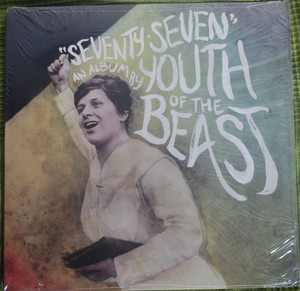 "SEVENTY·SEVEN"
AN ALBUM BY
YOUTH
OF THE
BEAST